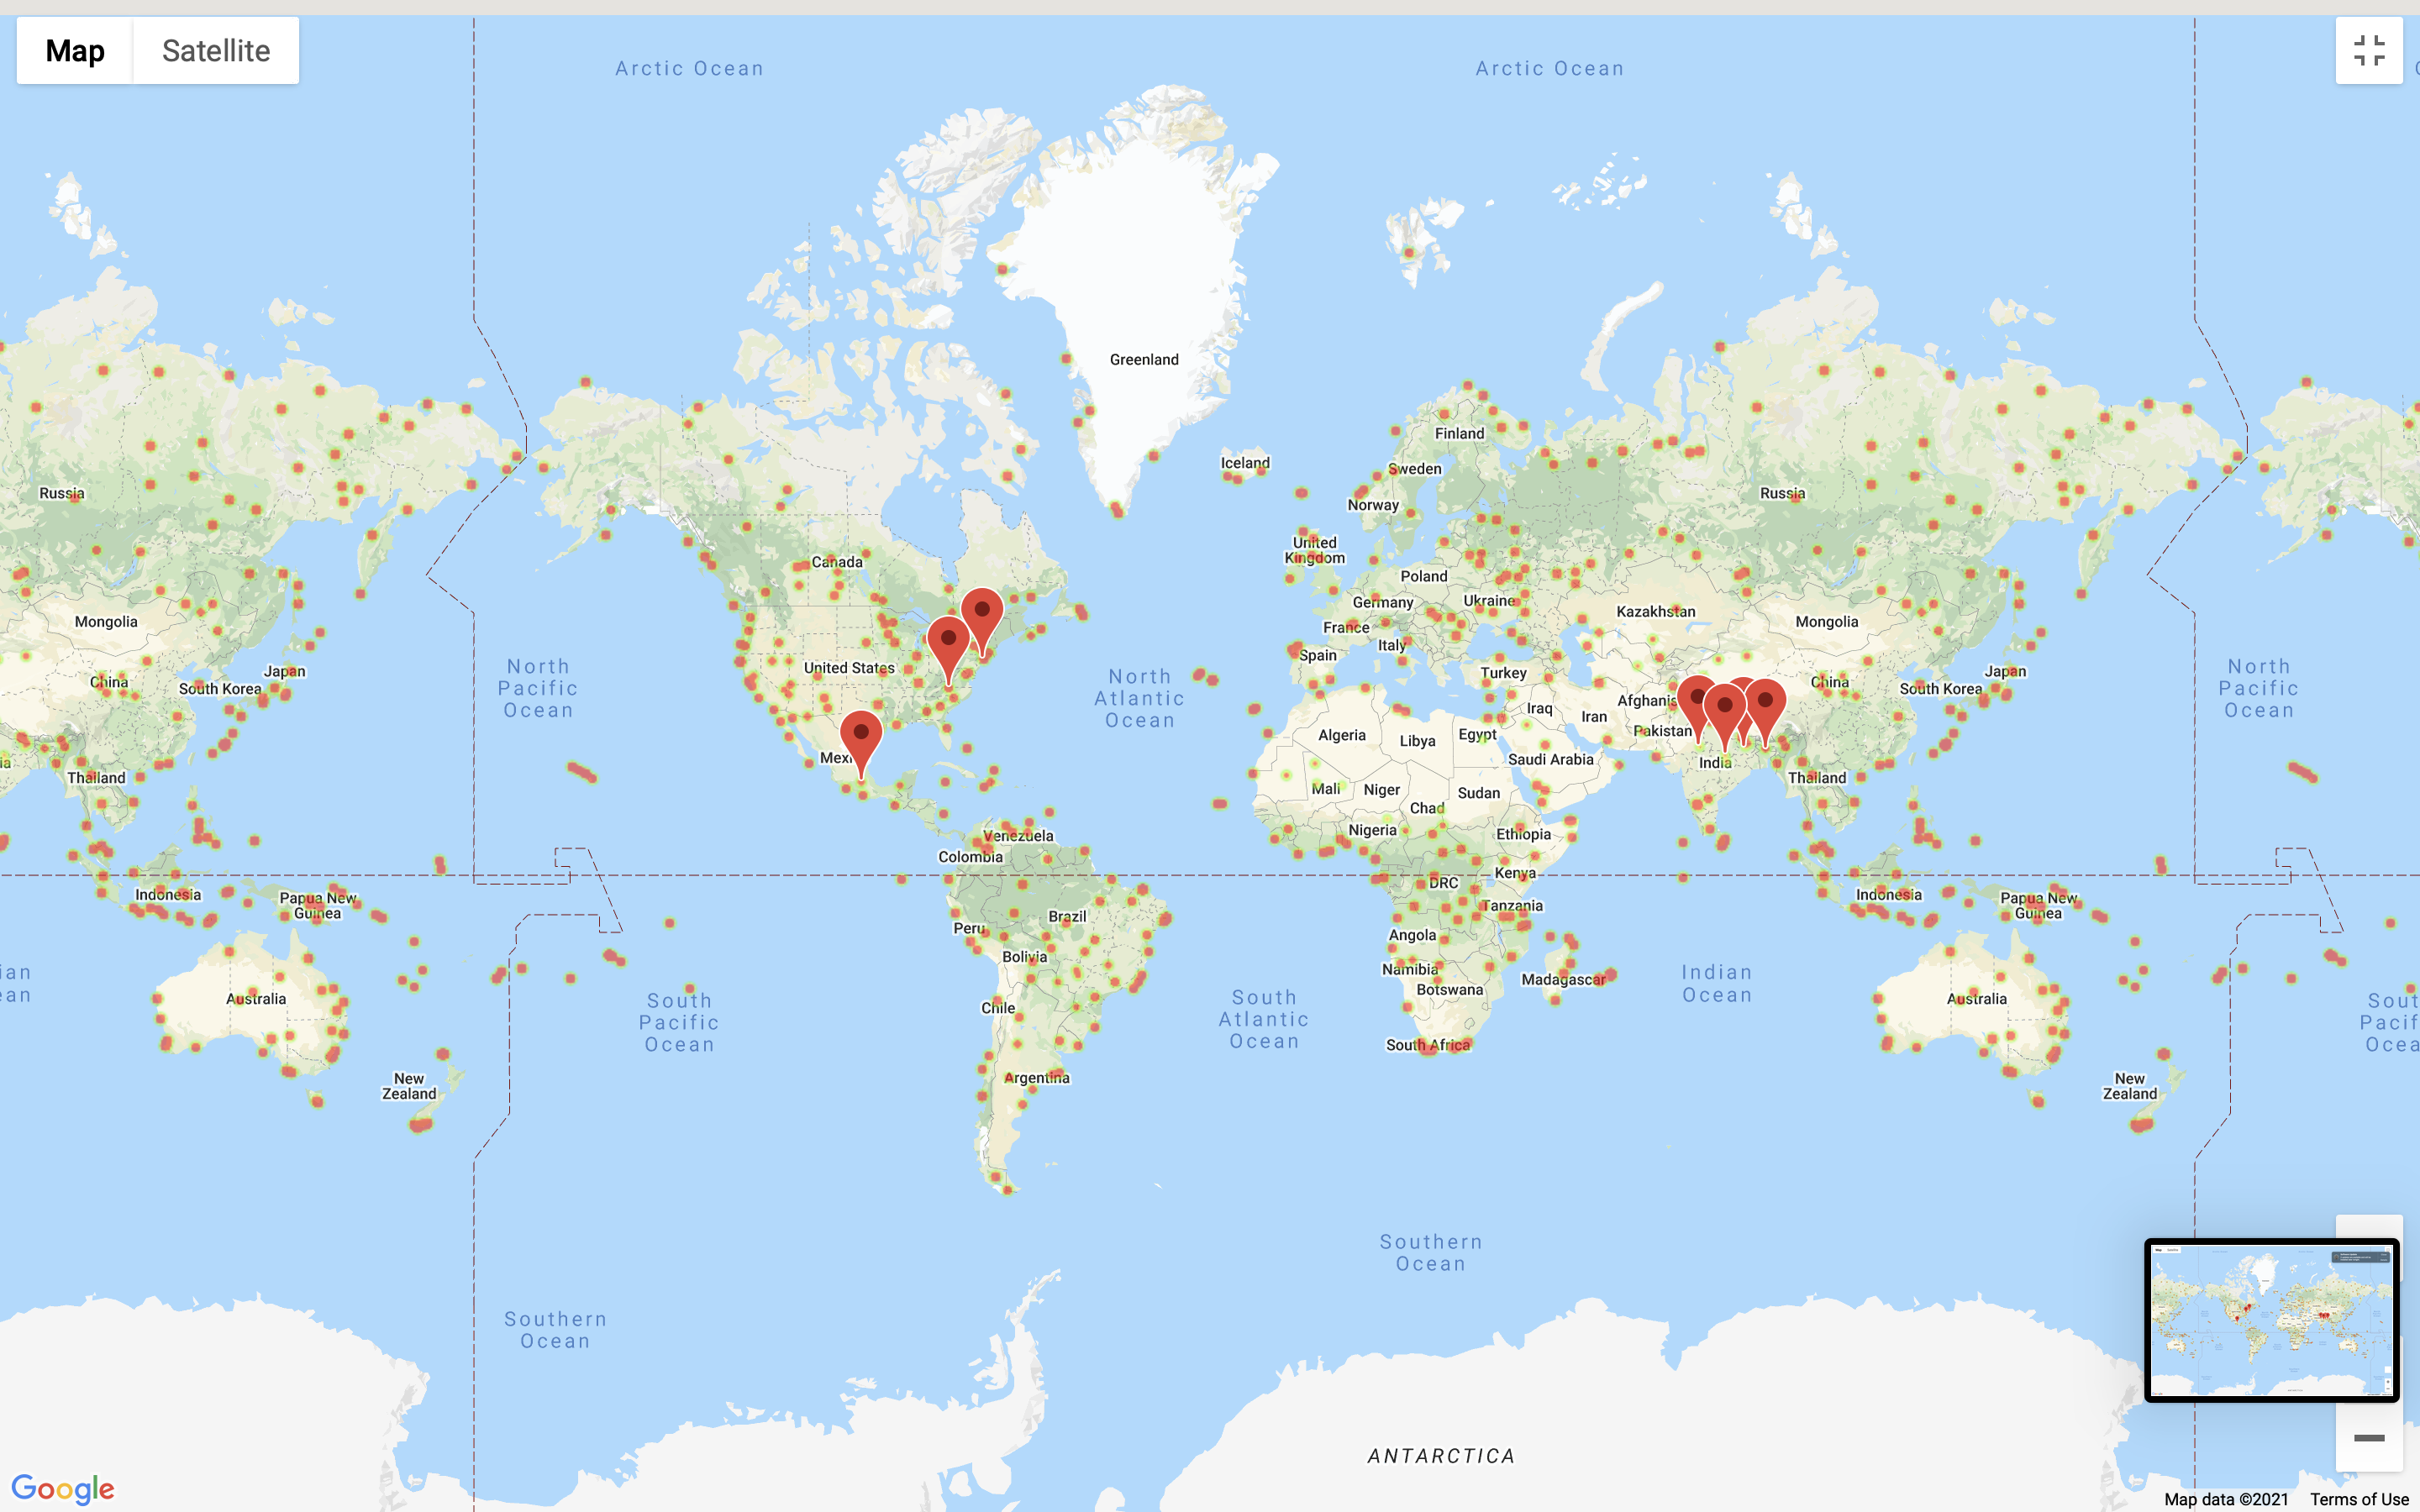 Map
Satellite
Arctic Ocean
Arctic Ocean
Greenland
Iceland
Finland
Sweden
Norway
Russia
Russia
United
Kingdom
Canada
Poland
Germany
Ukraine
France
Kazakhstan
Mongolia
Mongolia
Italy
Spain
Turkey
United States
North
Pacific
Ocean
North
Atlantic
Ocean
North
Pacific
Ocean
China
South Korea
Japan
China
South Korea
Japan
Iraq
Iran
Pakistan
Algeria
Libya
Egypt
Saudi Arabia
India
Thailand
Thailand
Mali
Niger
Chad
Sudan
Nigeria
Ethiopia
Venezuela
Colombia
DRC
Kenya
Tanzania
Indonesia
Papua New
Guinea
Indonesia
Papua New
Guinea
Brazil
Peru
Bolivia
Angola
Namibia
Botswana
Madagascar
Indian
Ocean
Australia
Australia
Chile
South
Pacific
Ocean
South
Atlantic
Ocean
South Africa
Argentina
New
Zealand
New
Zealand
Southern
Ocean
Southern
Ocean
ANTARCTICA
Google
Map data ©2021
Terms of Use